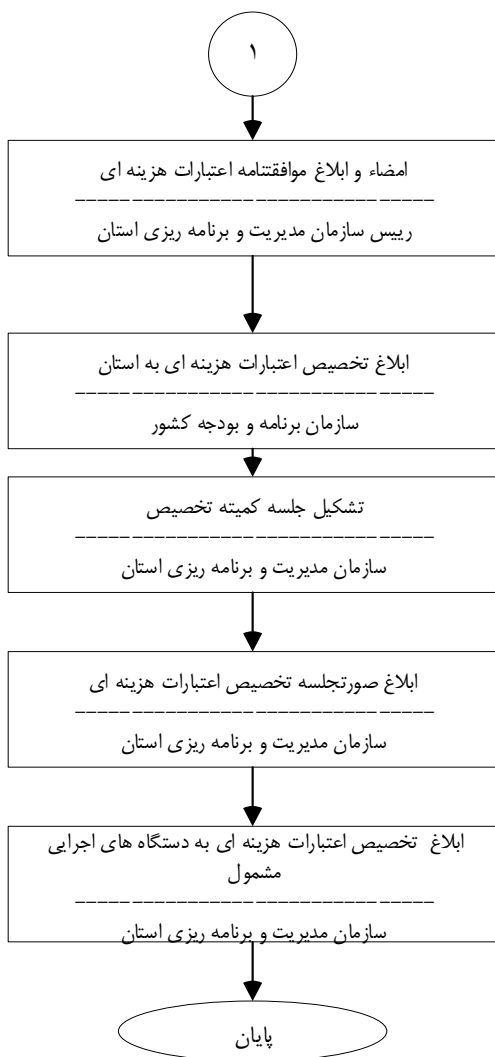 ۱
امضاء و ابلاغ موافقتنامه اعتبارات هزینه ای
--------------------------------
رییس سازمان مدیریت و برنامه ریزی استان
ابلاغ تخصیص اعتبارات هزینه ای به استان
--------------------------------
سازمان برنامه و بودجه کشور
تشکیل جلسه کمیته تخصیص
--------------------------------
سازمان مدیریت و برنامه ریزی استان
ابلاغ صورتجلسه تخصیص اعتبارات هزینه ای
--------------------------------
سازمان مدیریت و برنامه ریزی استان
ابلاغ تخصیص اعتبارات هزینه ای به دستگاه های اجرایی
مشمول
--------------------------------
سازمان مدیریت و برنامه ریزی استان
پایان